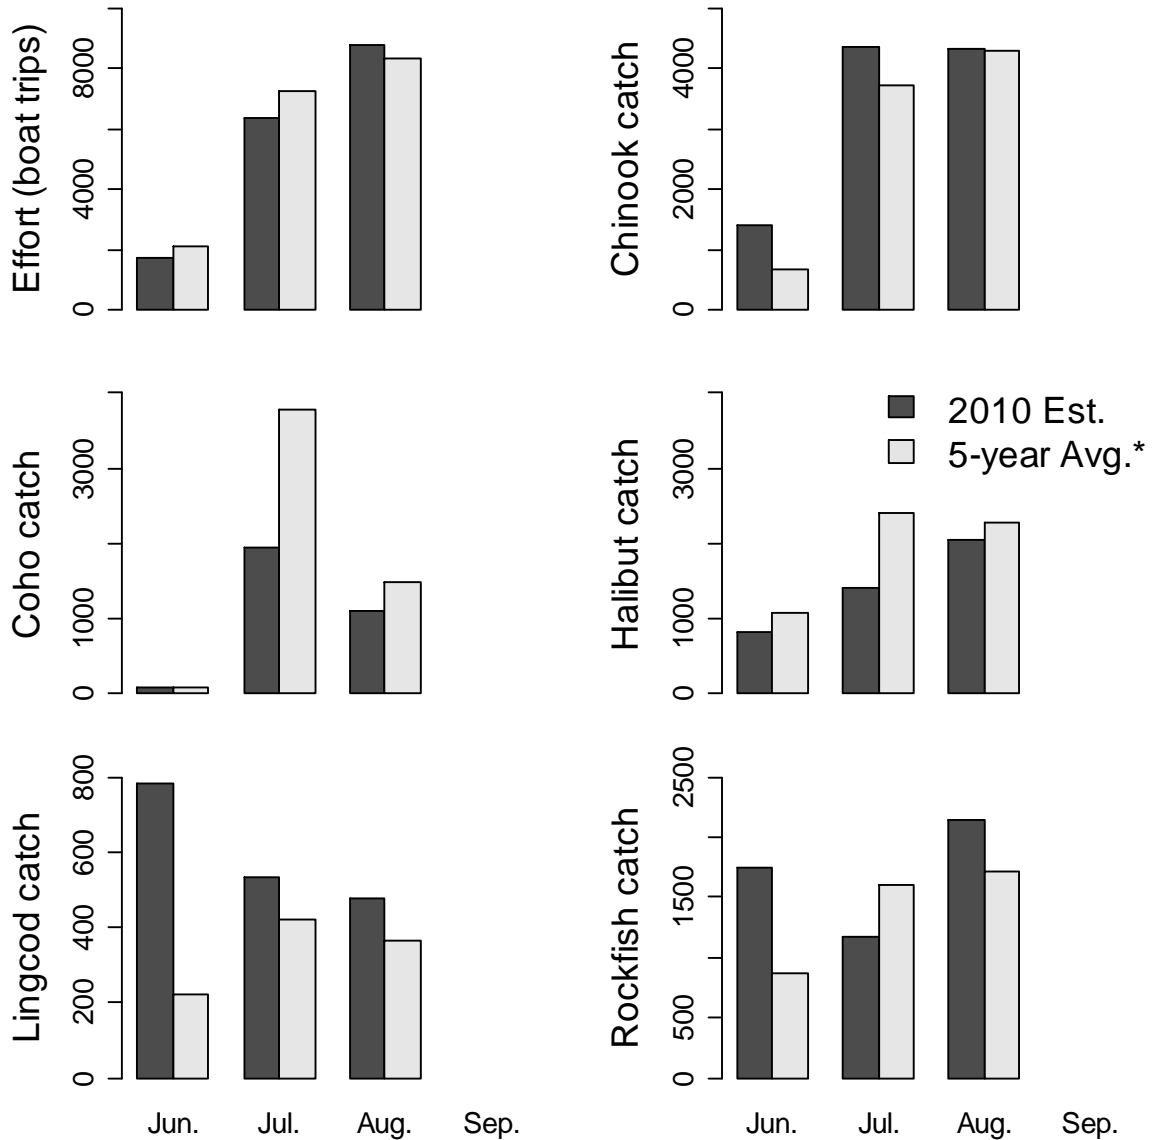 Effort (boat trips)
0
4000
8000
Chinook catch
0
2000
4000
Coho catch
0
1000
3000
Halibut catch
0
1000
3000
2010 Est.
5-year Avg.*
Lingcod catch
0
200
400
600
800
Jun. Jul. Aug. Sep.
Rockfish catch
0
500
1500
2500
Jun. Jul. Aug. Sep.